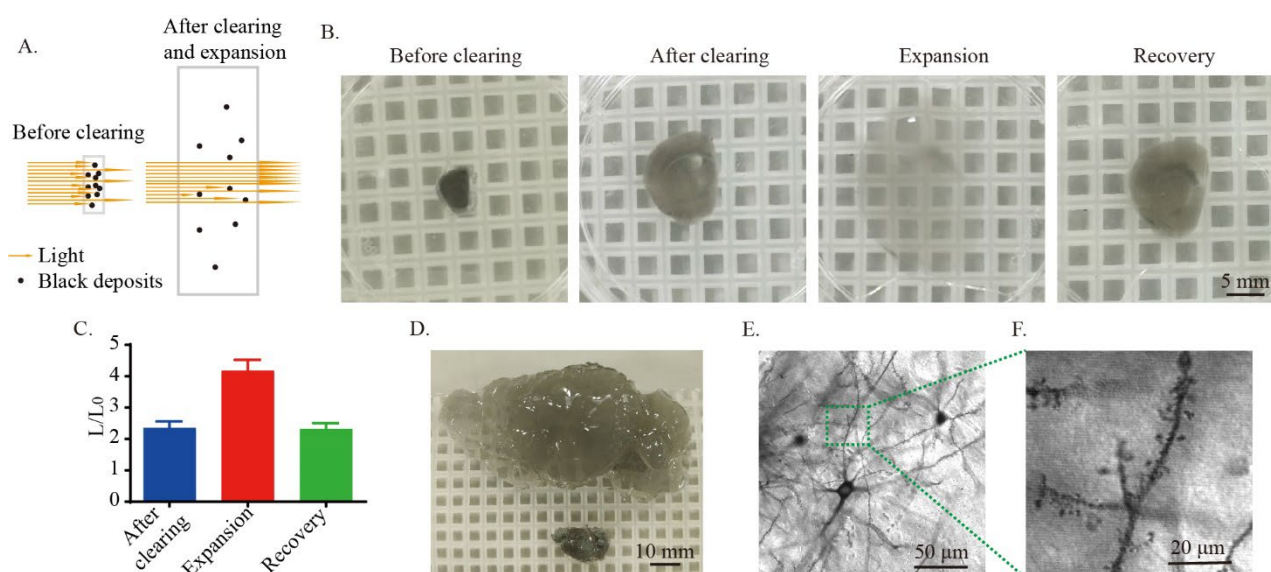 A.
After clearing
and expansion
Before clearing
Light
Black deposits
B.
Before clearing
After clearing
Expansion
Recovery
5 mm
C.
L/L0
5
4
3
2
1
0
After
clearing
Expansion
Recovery
D.
10 mm
E.
50 μm
F.
20 μm